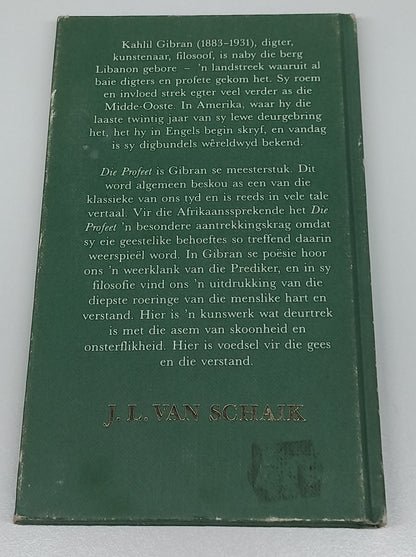 Kahlil Gibran (1883–1931), digter,
kunstenaar, filosoof, is naby die berg
Libanon gebore – 'n landstreek waaruit al
baie digters en profete gekom het. Sy roem
en invloed strek egter veel verder as die
Midde-Ooste. In Amerika, waar hy die
laaste twintig jaar van sy lewe deurgebring
het, het hy in Engels begin skryf, en vandag
is sy digbundels wêreldwyd bekend.
Die Profeet is Gibran se meesterstuk. Dit
word algemeen beskou as een van die
klassieke van ons tyd en is reeds in vele tale
vertaal. Vir die Afrikaanssprekende het Die
Profeet 'n besondere aantrekkingskrag omdat
sy eie geestelike behoeftes so treffend daarin
weerspieël word. In Gibran se poësie hoor
ons 'n weerklank van die Prediker, en in sy
filosofie vind ons 'n uitdrukking van die
diepste roeringe van die menslike hart en
verstand. Hier is 'n kunswerk wat deurtrek
is met die asem van skoonheid en
onsterflikheid. Hier is voedsel vir die gees
en die verstand.
J. L. VAN SCHAIK